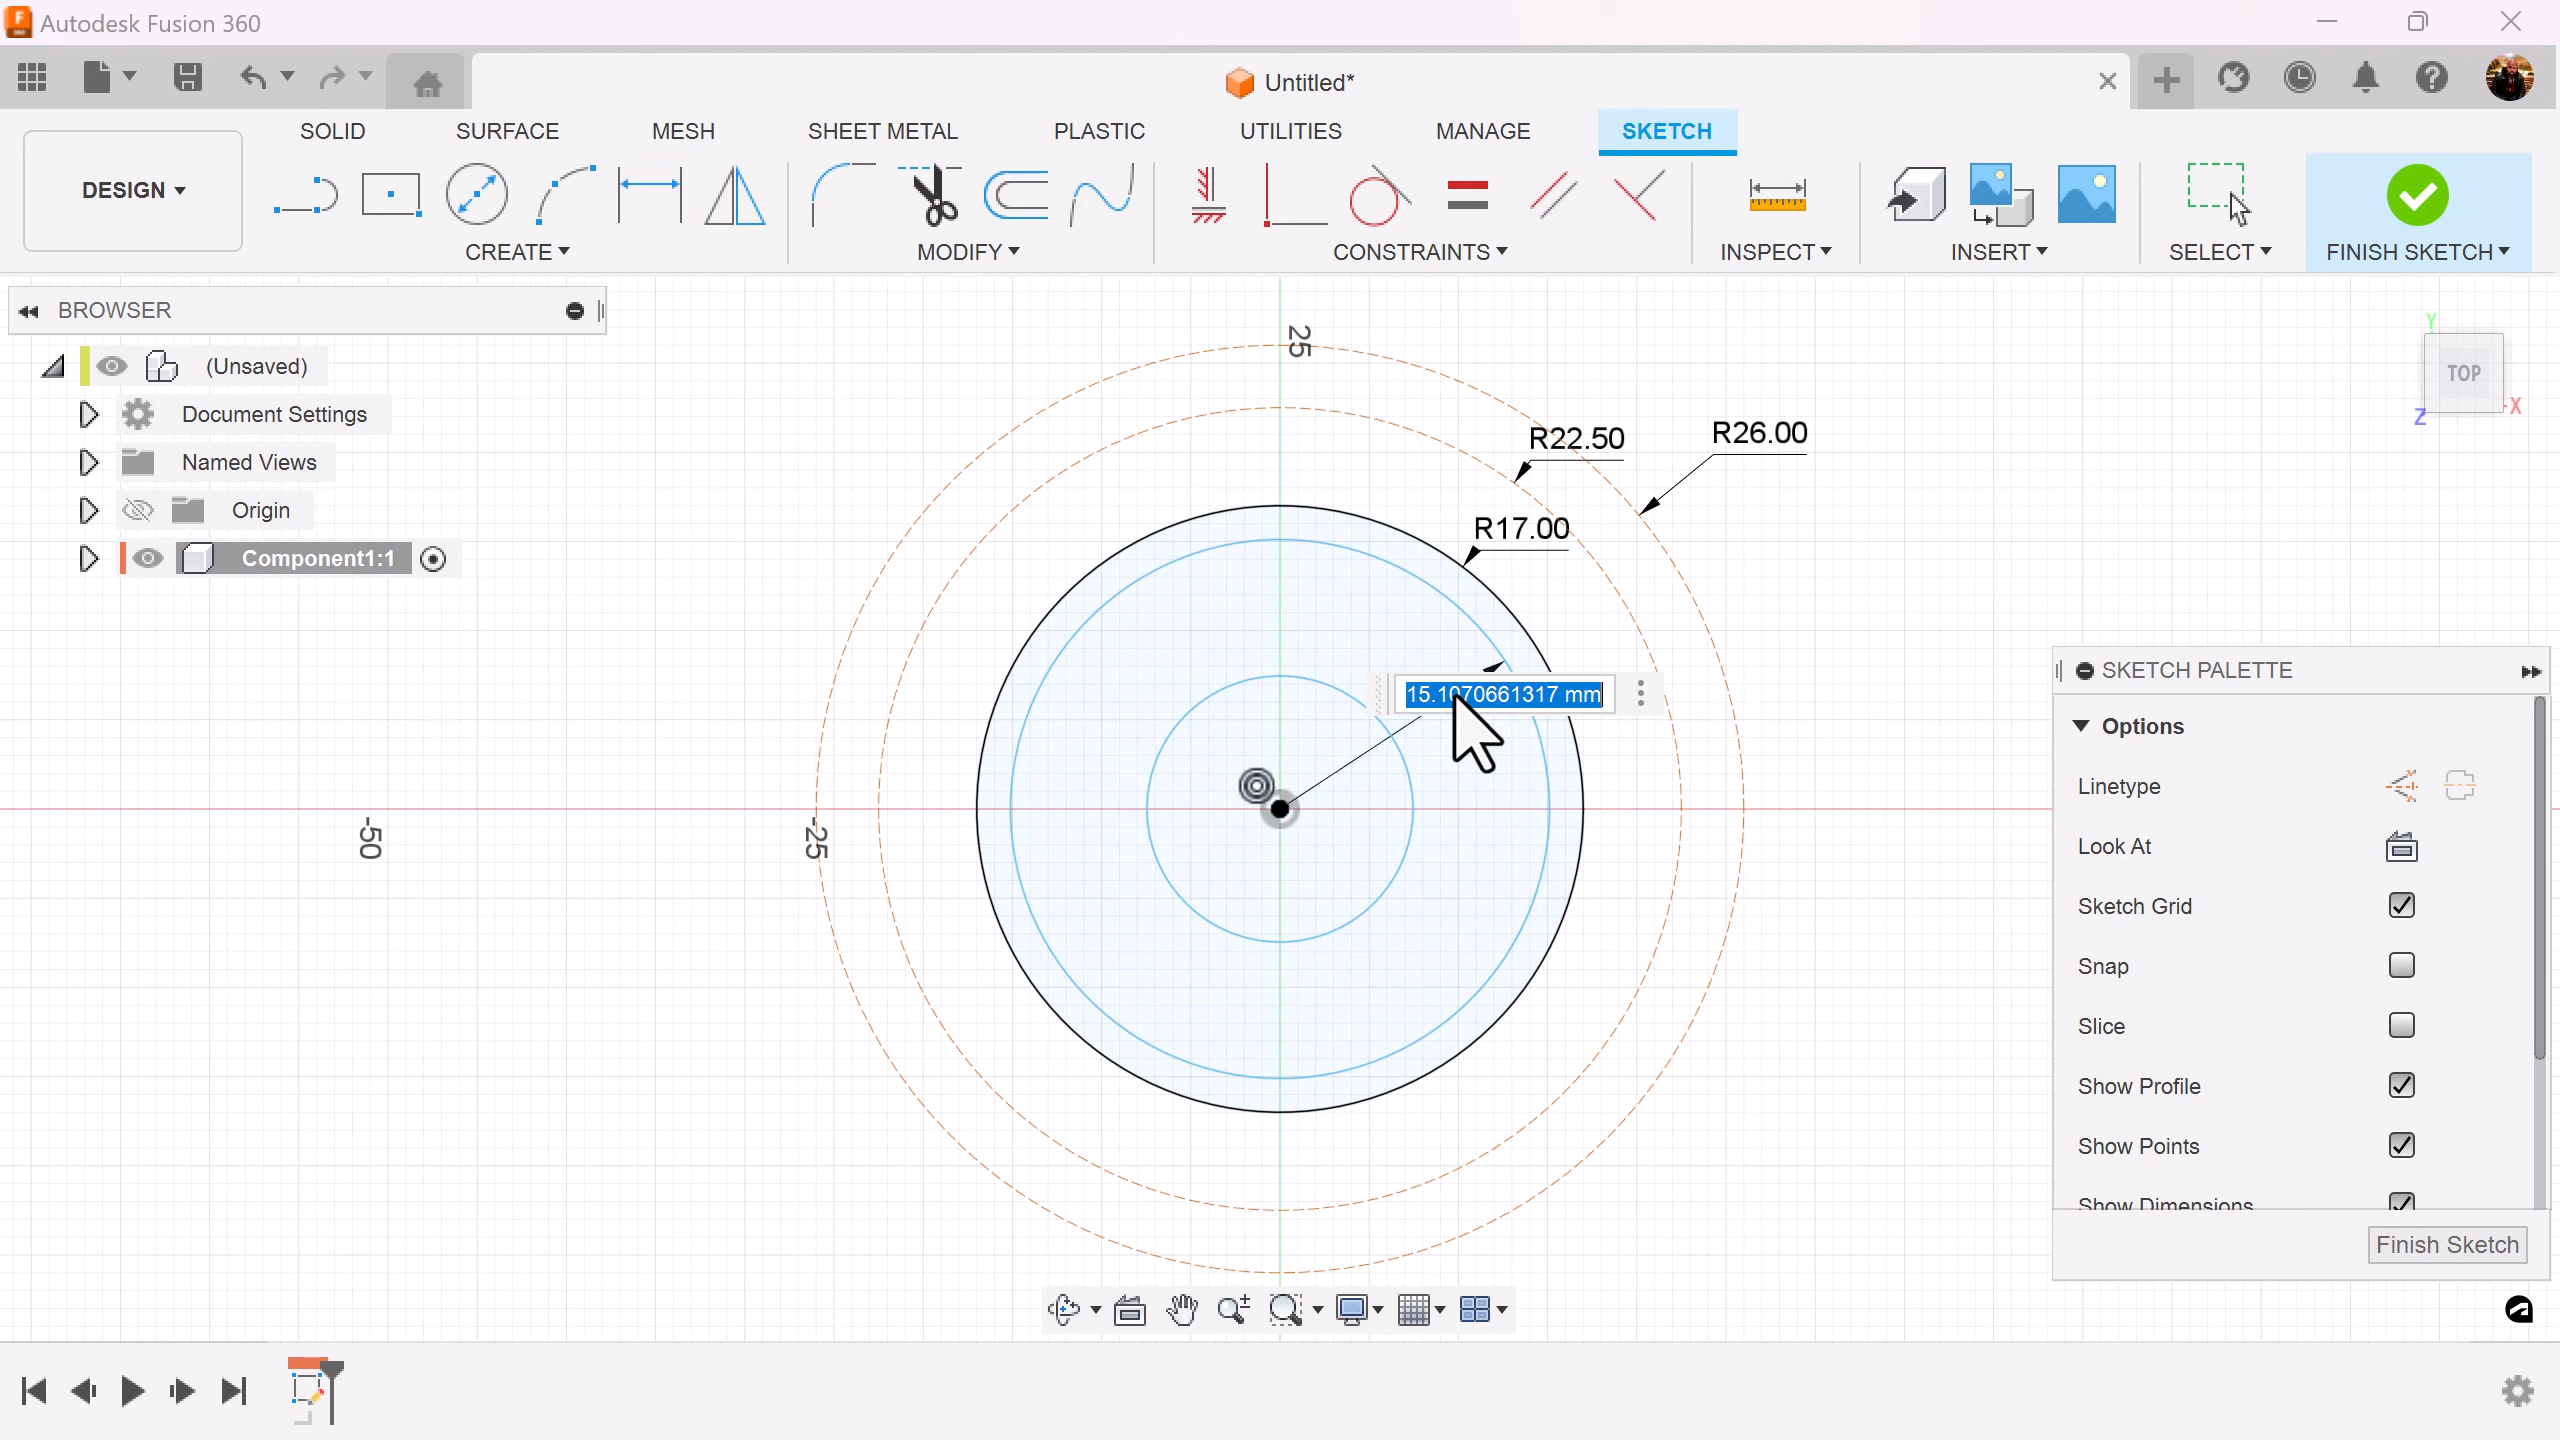 Autodesk Fusion 360
Untitled*
SOLID SURFACE MESH SHEET METAL PLASTIC UTILITIES MANAGE SKETCH
DESIGN
CREATE MODIFY CONSTRAINTS INSPECT INSERT SELECT FINISH SKETCH
BROWSER
(Unsaved)
Document Settings
Named Views
Origin
Component1:1
25
Y
TOP
X
Z
R22.50
R26.00
R17.00
15.1070661317 mm
-50
-25
SKETCH PALETTE
Options
Linetype
Look At
Sketch Grid
Snap
Slice
Show Profile
Show Points
Show Dimensions
Finish Sketch